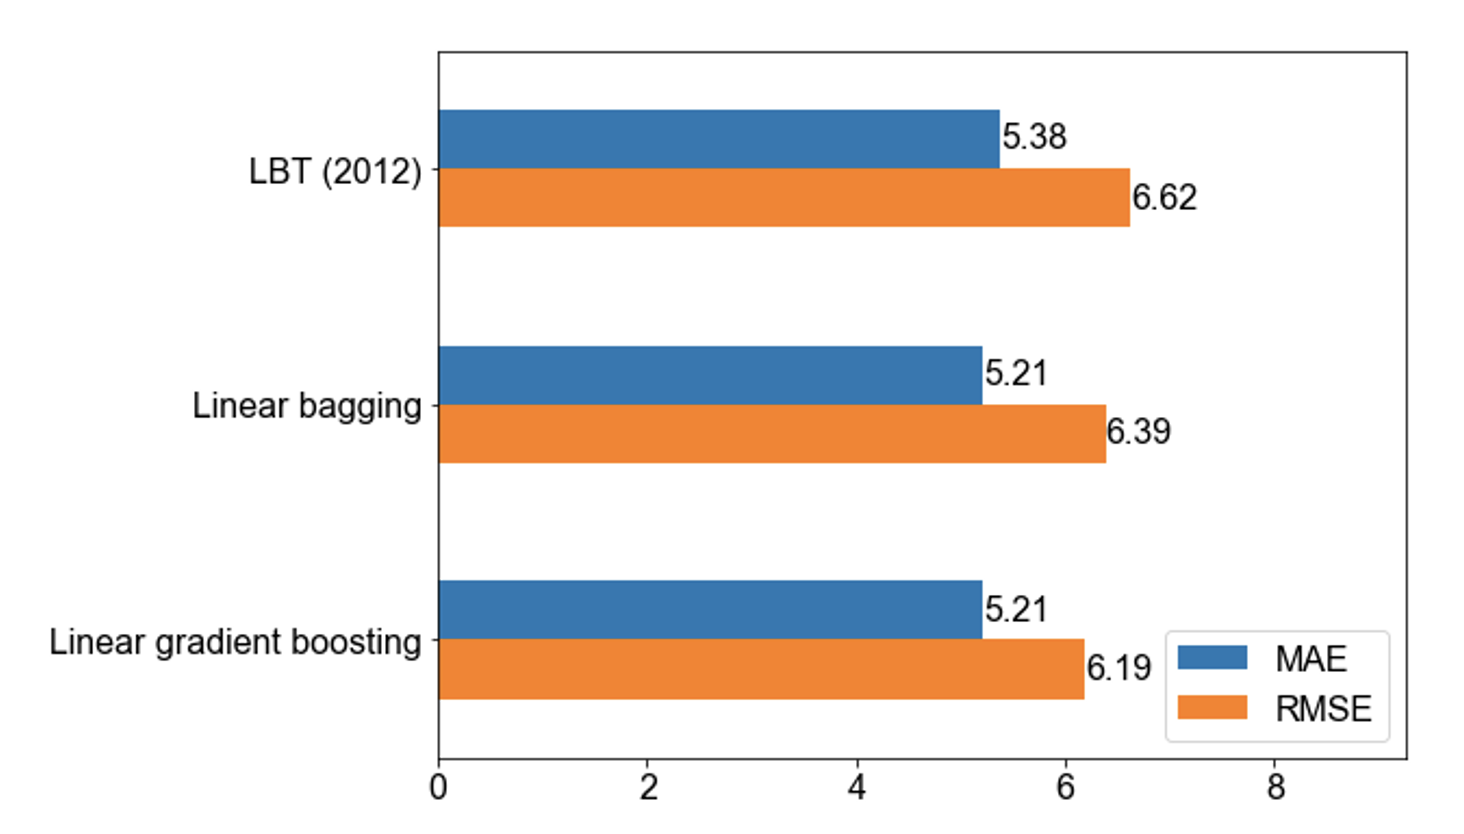 LBT (2012)
5.38
6.62
Linear bagging
5.21
6.39
Linear gradient boosting
5.21
6.19
MAE
RMSE
0 2 4 6 8